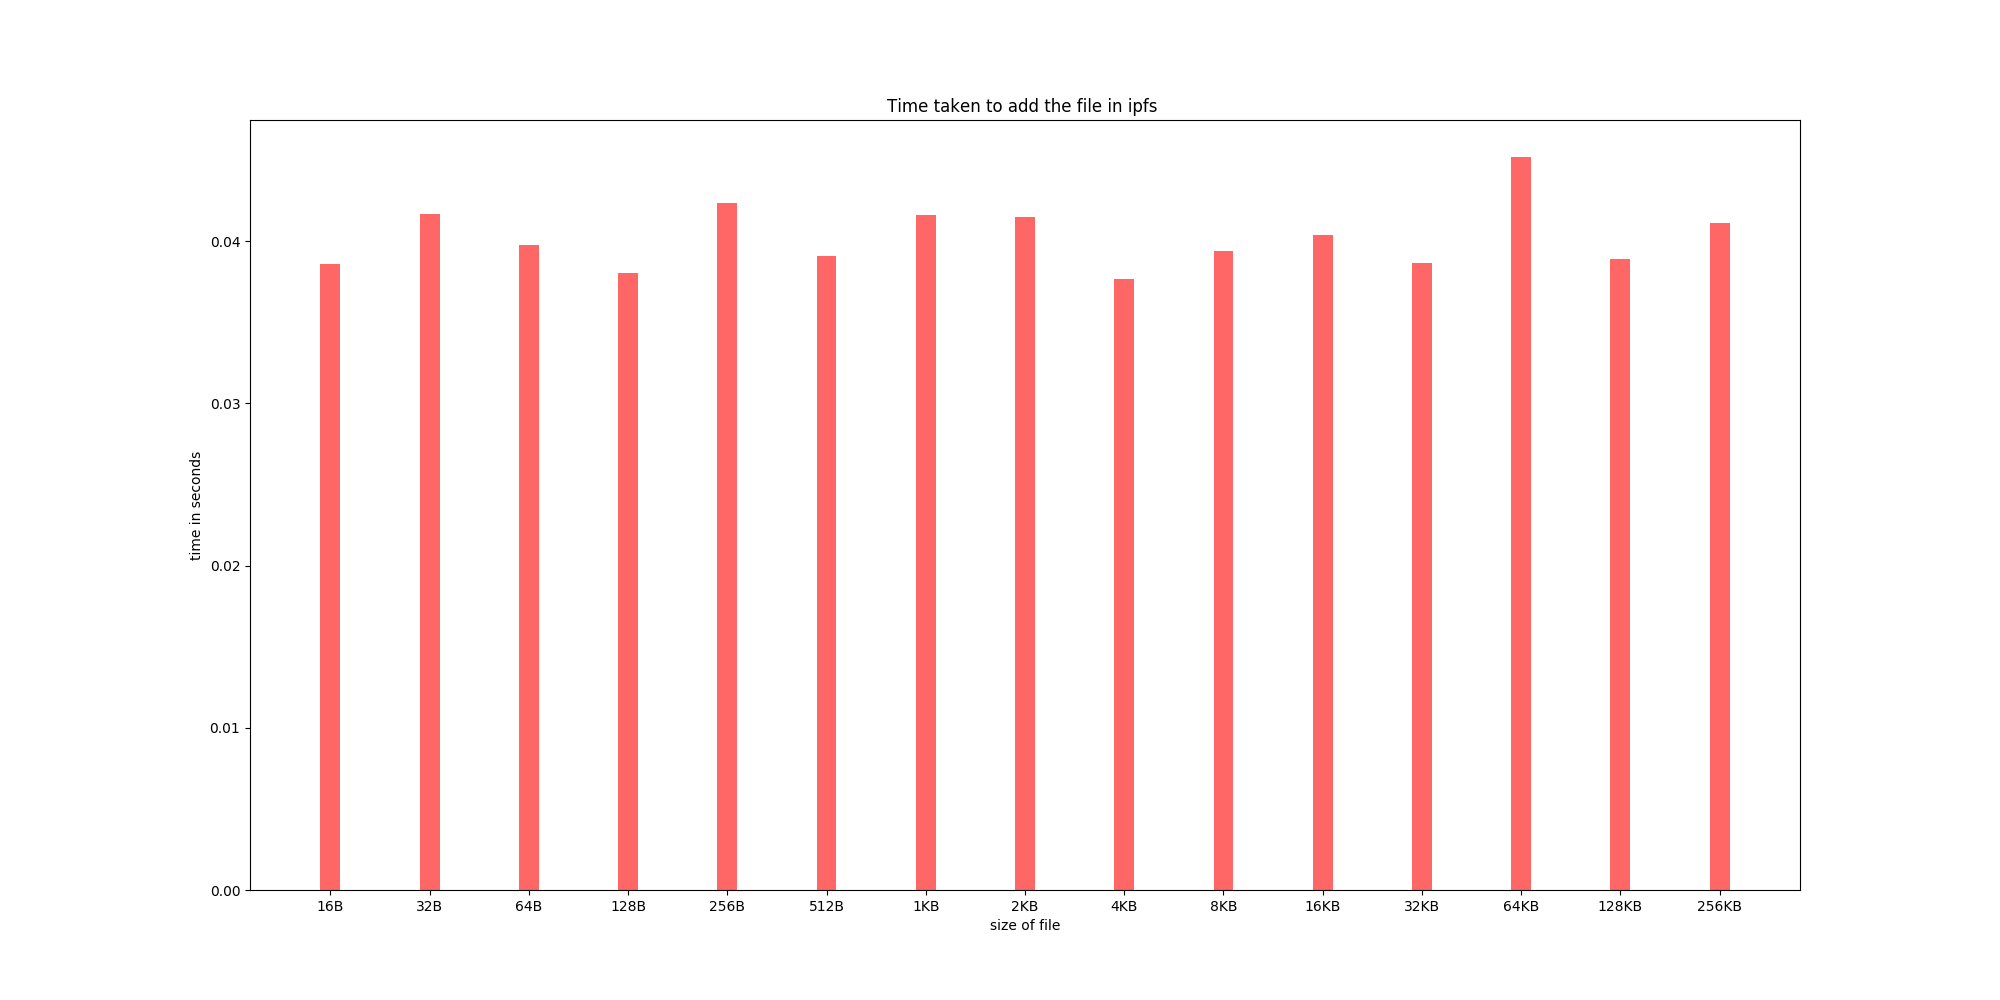 Time taken to add the file in ipfs
time in seconds
0.04
0.03
0.02
0.01
0.00
16B 32B 64B 128B 256B 512B 1KB 2KB 4KB 8KB 16KB 32KB 64KB 128KB 256KB
size of file